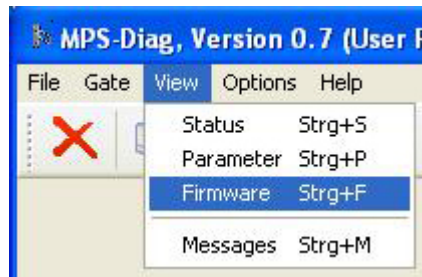 MPS-Diag, Version 0.7 (User
File Gate View Options Help
Status Strg+S
Parameter Strg+P
Firmware Strg+F
Messages Strg+M